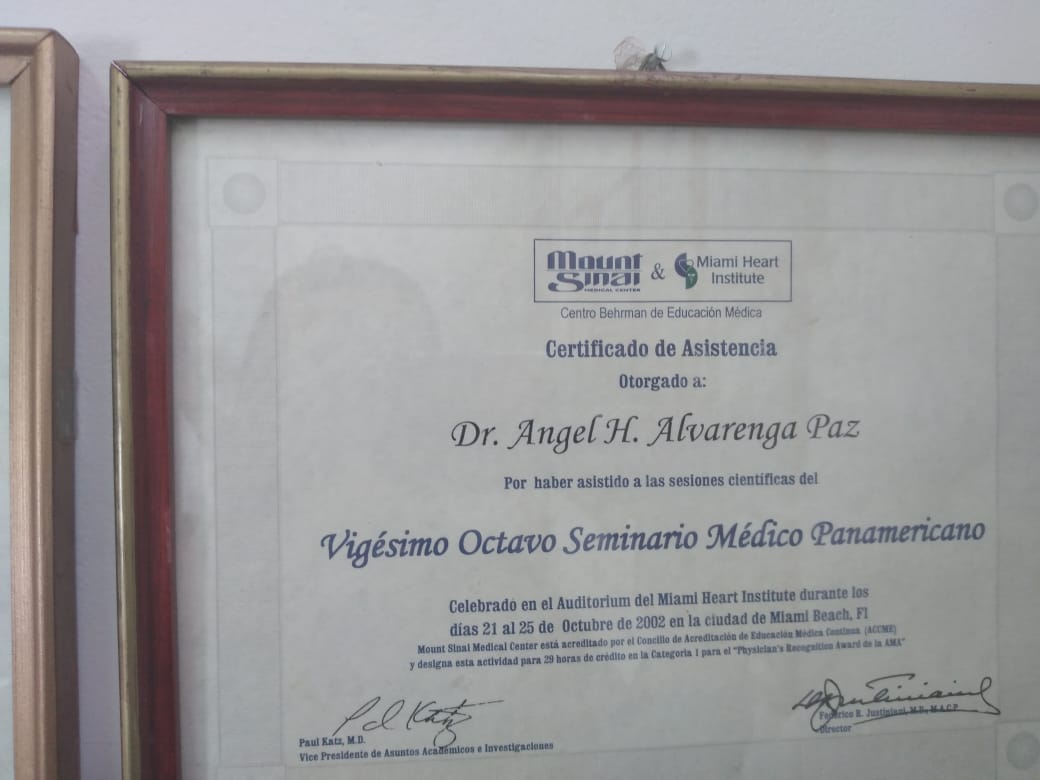 Mount
Sinai
MEDICAL CENTER
&
Miami Heart
Institute
Centro Behrman de Educación Médica
Certificado de Asistencia
Otorgado a:
Dr. Angel H. Alvarenga Paz
Por haber asistido a las sesiones científicas del
Vigésimo Octavo Seminario Médico Panamericano
Celebrado en el Auditorium del Miami Heart Institute durante los
días 21 al 25 de Octubre de 2002 en la ciudad de Miami Beach, Fl
Mount Sinai Medical Center está acreditado por el Concilio de Acreditación de Educación Médica Continua (ACCME)
y designa esta actividad para 29 horas de crédito en la Categoria 1 para el "Physician's Recognition Award de la AMA"
Paul Katz, M.D.
Vice Presidente de Asuntos Académicos e Investigaciones
Federico R. Justiniani, M.D., M.A.C.P.
Director